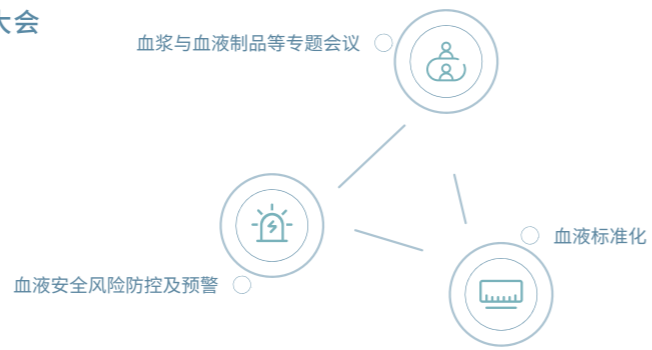 大会
血浆与血液制品等专题会议
血液标准化
血液安全风险防控及预警